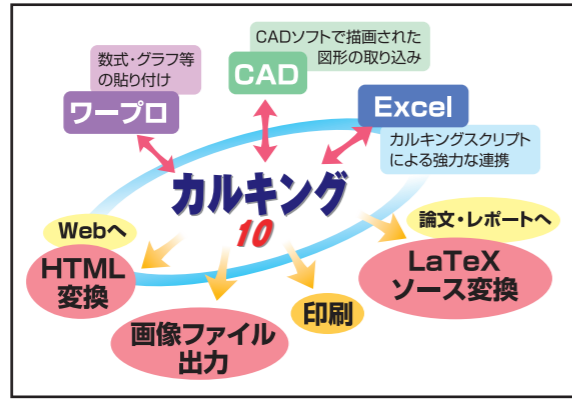 数式・グラフ等
の貼り付け
ワープロ
CADソフトで描画された
図形の取り込み
CAD
Excel
カルキングスクリプト
による強力な連携
カルキング
10
Webへ
HTML
変換
画像ファイル
出力
印刷
論文・レポートへ
LaTeX
ソース変換